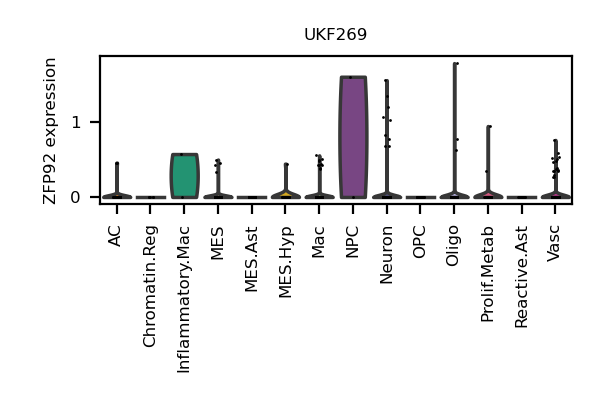 UKF269
ZFP92 expression
1
0
AC
Chromatin.Reg
Inflammatory.Mac
MES
MES.Ast
MES.Hyp
Mac
NPC
Neuron
OPC
Oligo
Prolif.Metab
Reactive.Ast
Vasc